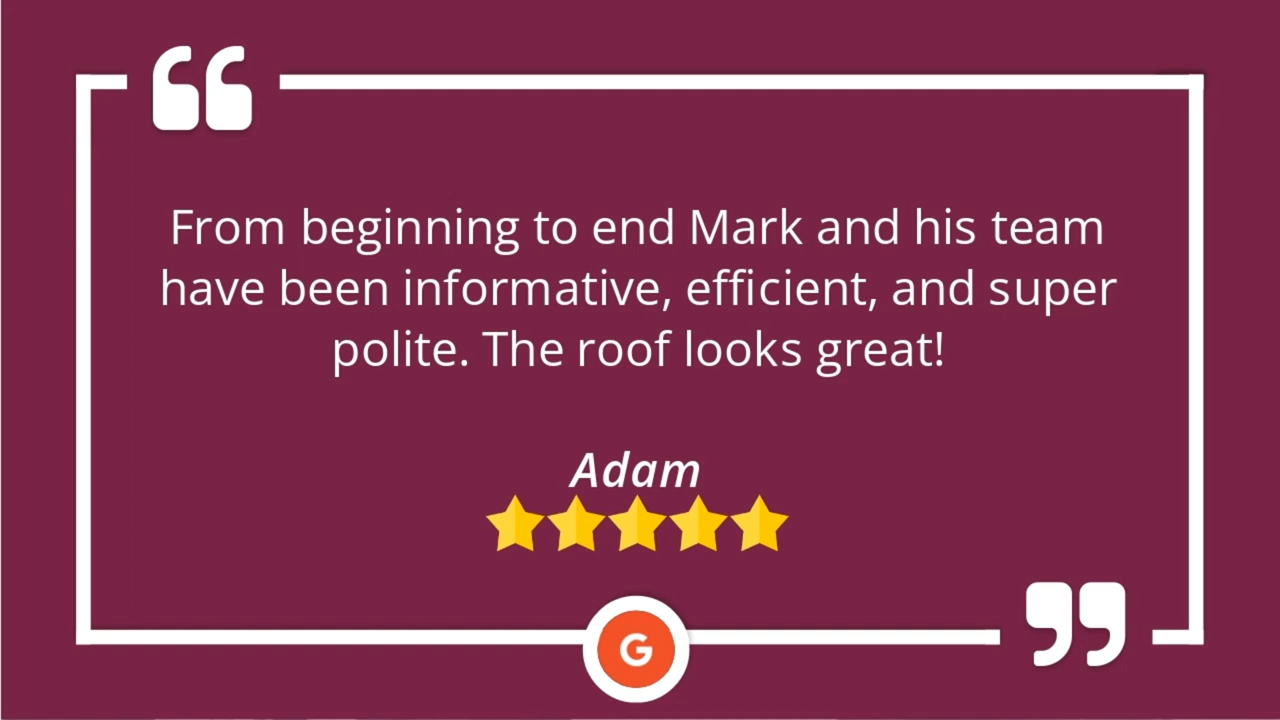 From beginning to end Mark and his team
have been informative, efficient, and super
polite. The roof looks great!
Adam
G